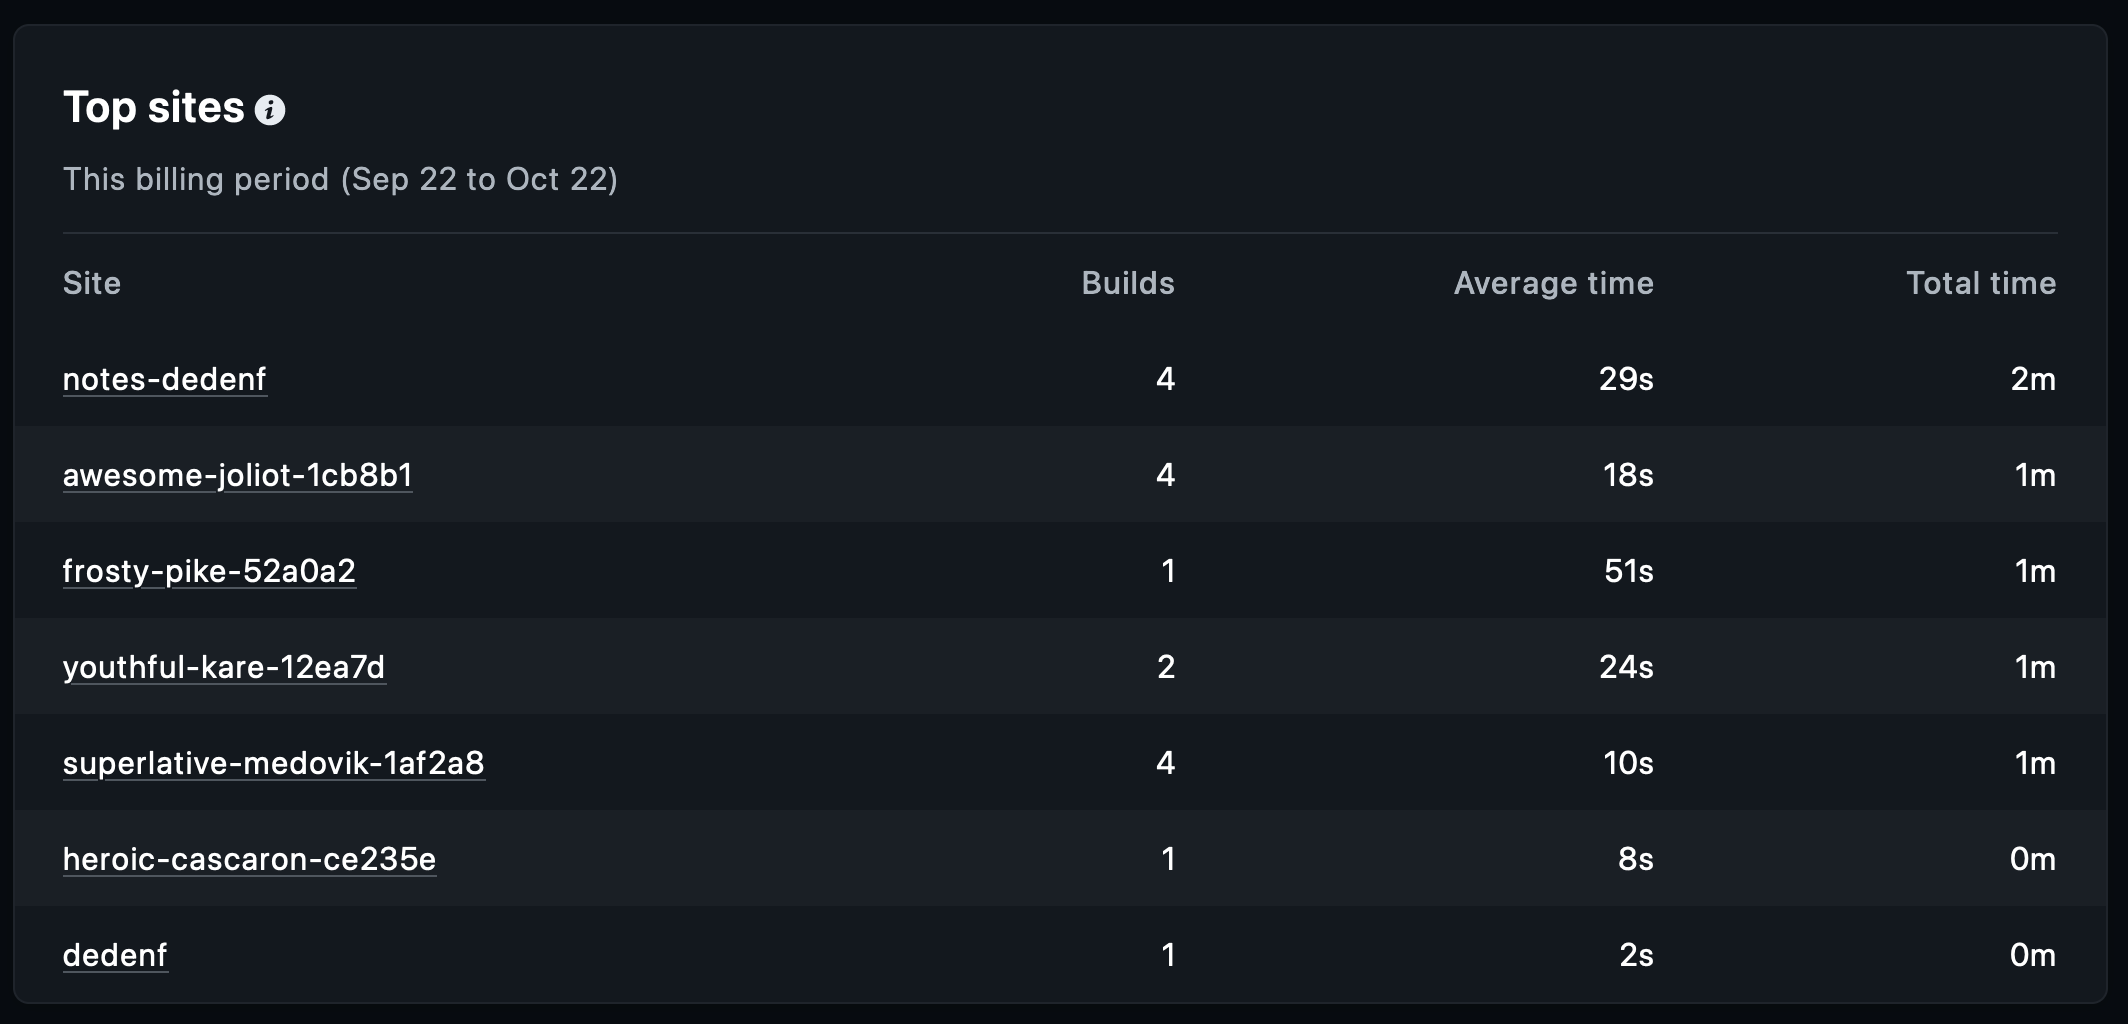 Top sites
This billing period (Sep 22 to Oct 22)
Site Builds Average time Total time
notes-dedenf 4 29s 2m
awesome-joliot-1cb8b1 4 18s 1m
frosty-pike-52a0a2 1 51s 1m
youthful-kare-12ea7d 2 24s 1m
superlative-medovik-1af2a8 4 10s 1m
heroic-cascaron-ce235e 1 8s 0m
dedenf 1 2s 0m